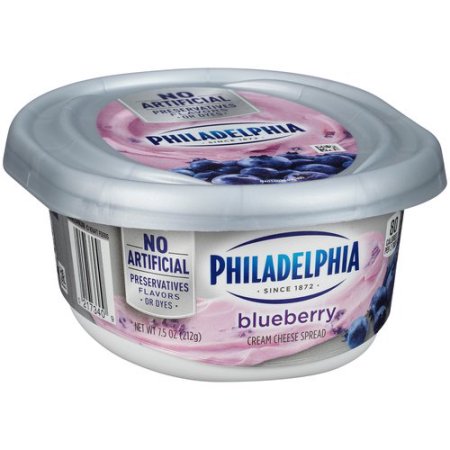 NO
ARTIFICIAL
PRESERVATIVES
FLAVORS
OR DYES
PHILADELPHIA
SINCE 1872
NO
ARTIFICIAL
PRESERVATIVES
FLAVORS
OR DYES
NET WT 7.5 OZ (212g)
PHILADELPHIA
SINCE 1872
blueberry
CREAM CHEESE SPREAD
80